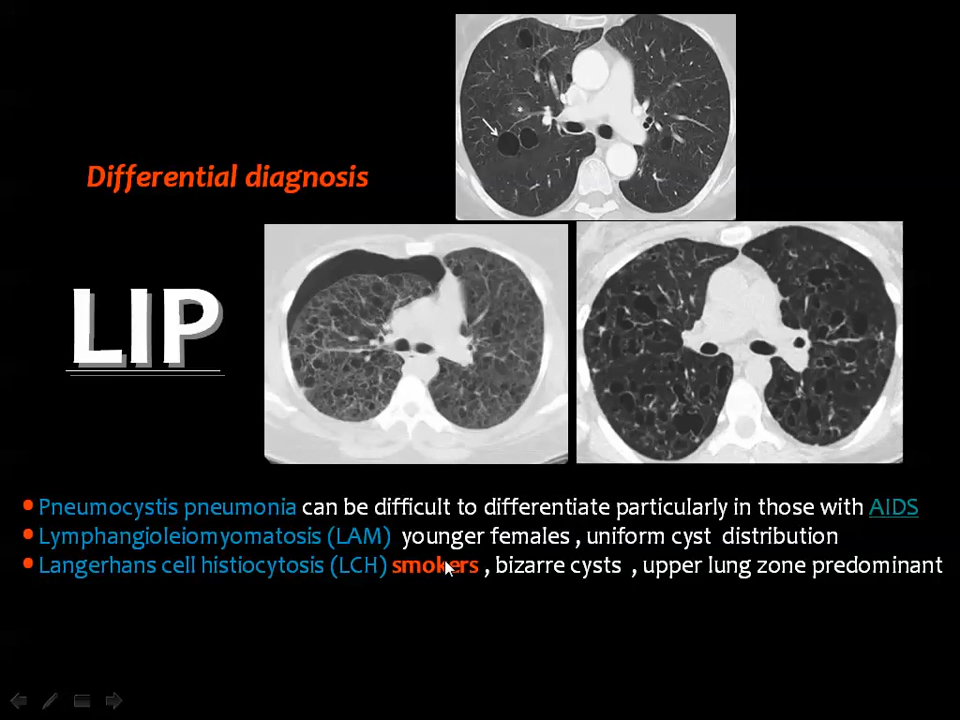 Differential diagnosis
LIP
Pneumocystis pneumonia can be difficult to differentiate particularly in those with AIDS
Lymphangioleiomyomatosis (LAM) younger females , uniform cyst distribution
Langerhans cell histiocytosis (LCH) smokers , bizarre cysts , upper lung zone predominant